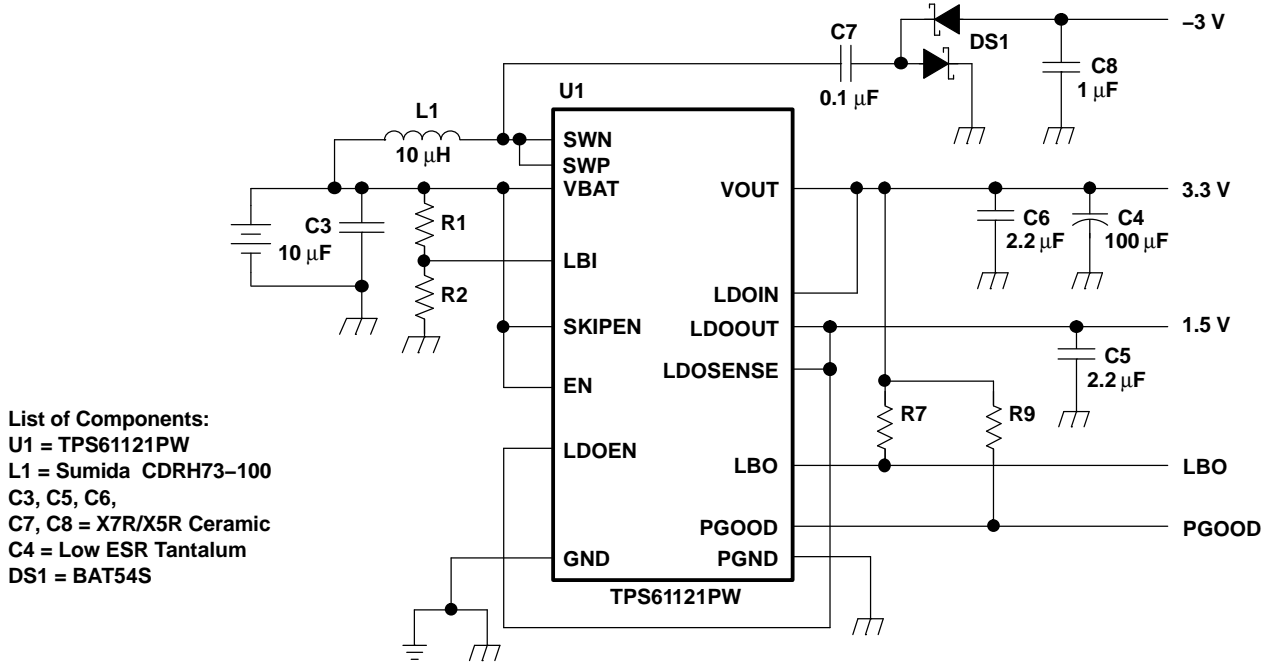 –3 V
C7
DS1
C8
1 μF
0.1 μF
U1
L1
10 μH
SWN
SWP
VBAT
VOUT
3.3 V
C3
10 μF
R1
C6
2.2 μF
C4
100 μF
LBI
R2
LDOIN
SKIPEN
LDOOUT
1.5 V
LDOSENSE
C5
2.2 μF
EN
R7
R9
List of Components:
U1 = TPS61121PW
L1 = Sumida CDRH73–100
C3, C5, C6,
C7, C8 = X7R/X5R Ceramic
C4 = Low ESR Tantalum
DS1 = BAT54S
LDOEN
LBO
LBO
PGOOD
PGOOD
GND
PGND
TPS61121PW